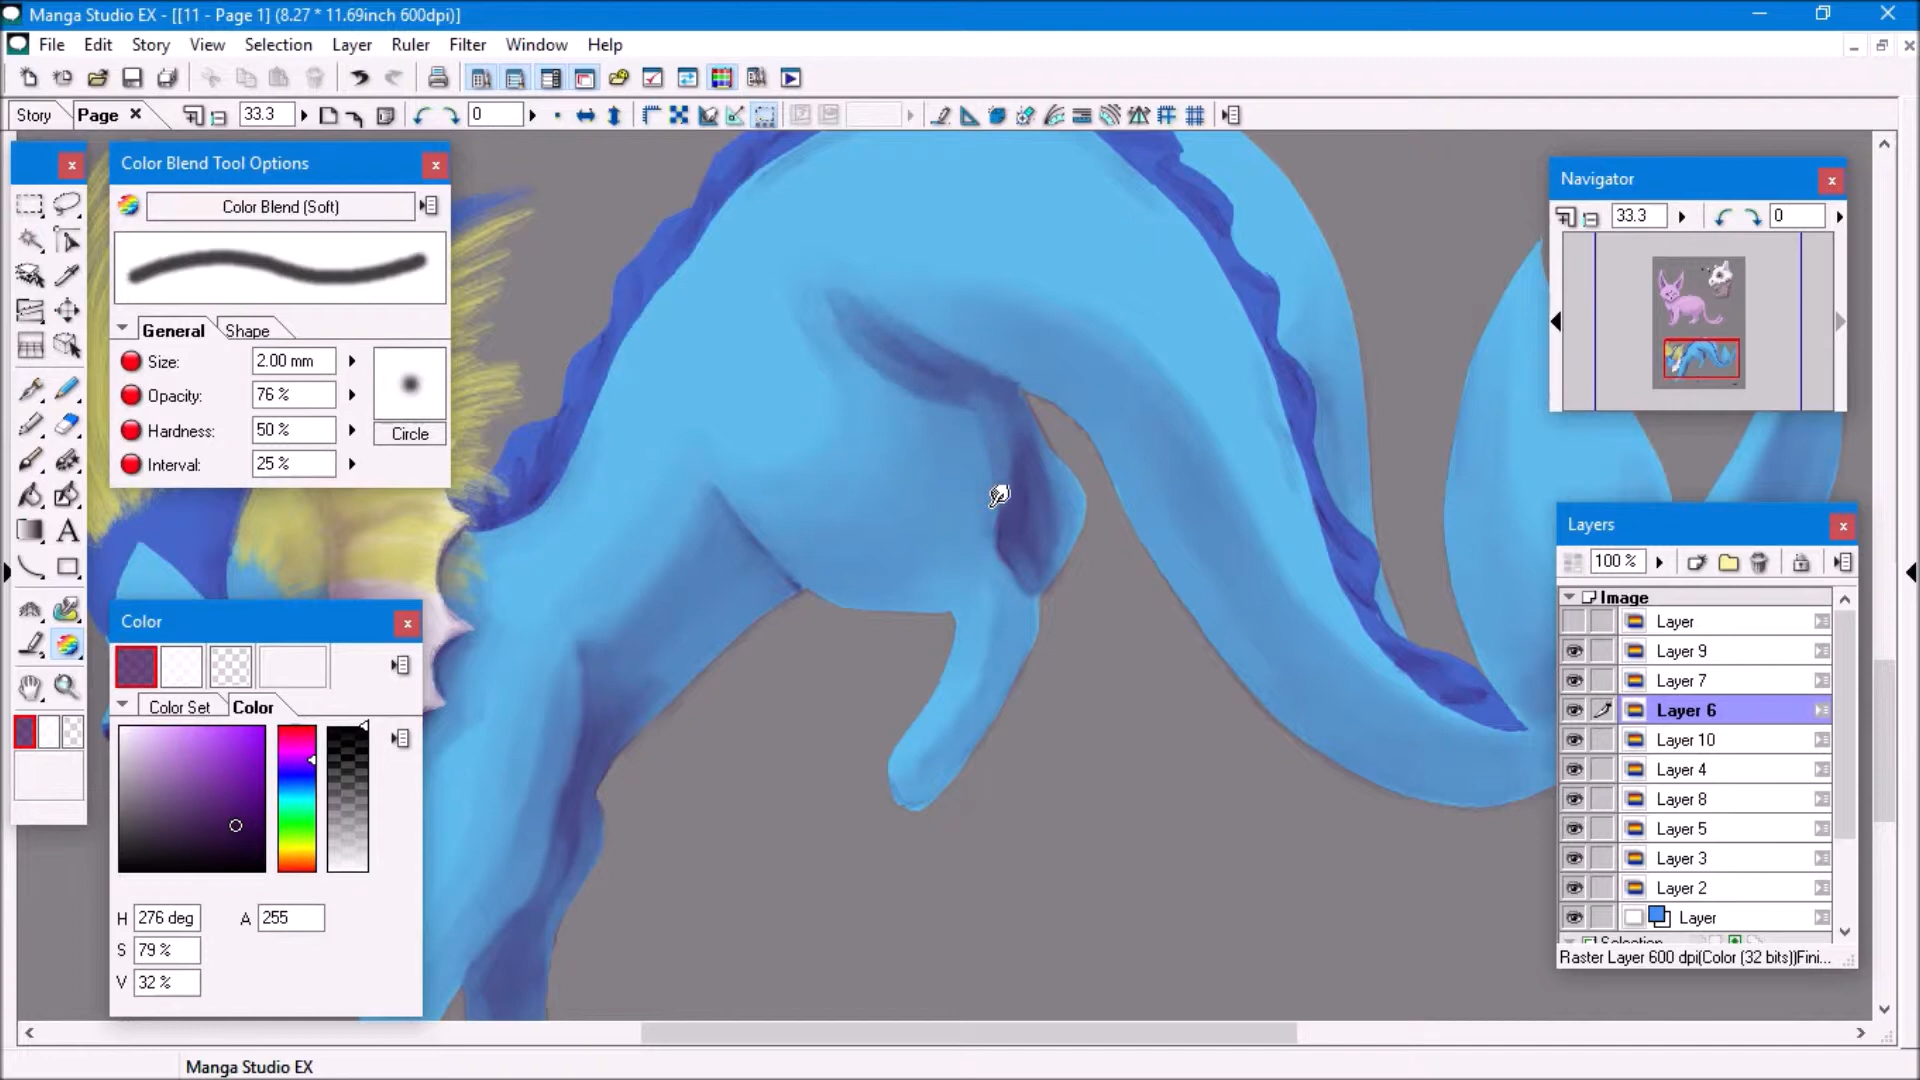 Manga Studio EX - [[11 - Page 1] (8.27 * 11.69inch 600dpi)]
File Edit Story View Selection Layer Ruler Filter Window Help
Story Page 33.3 0
Color Blend Tool Options
Color Blend (Soft)
General Shape
Size: 2.00 mm
Opacity: 76 %
Hardness: 50 %
Circle
Interval: 25 %
A
Color
Color Set Color
H 276 deg A 255
S 79 %
V 32 %
Navigator
33.3 0
Layers
100 %
Image
Layer
Layer 9
Layer 7
Layer 6
Layer 10
Layer 4
Layer 8
Layer 5
Layer 3
Layer 2
Layer
Selection
Raster Layer 600 dpi(Color (32 bits))Fini...
Manga Studio EX